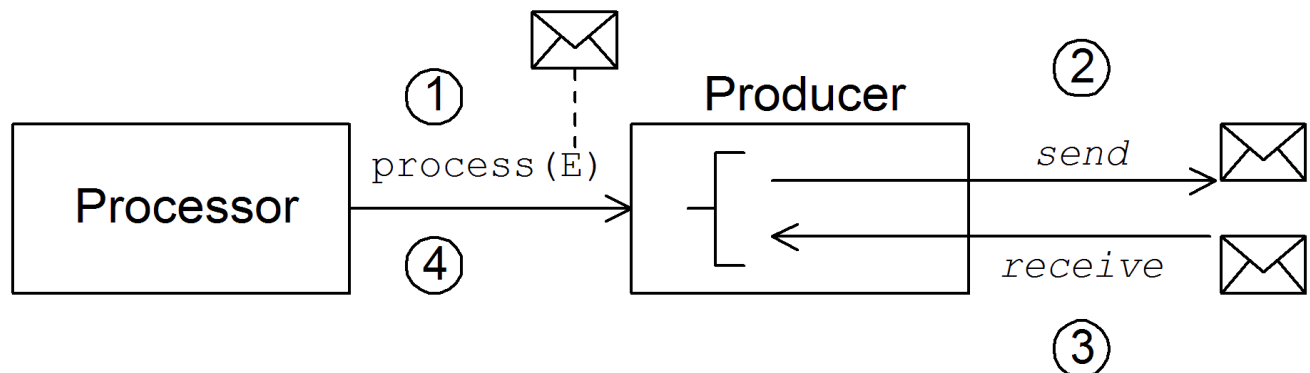 1
2
Producer
process(E)
send
Processor
4
receive
3